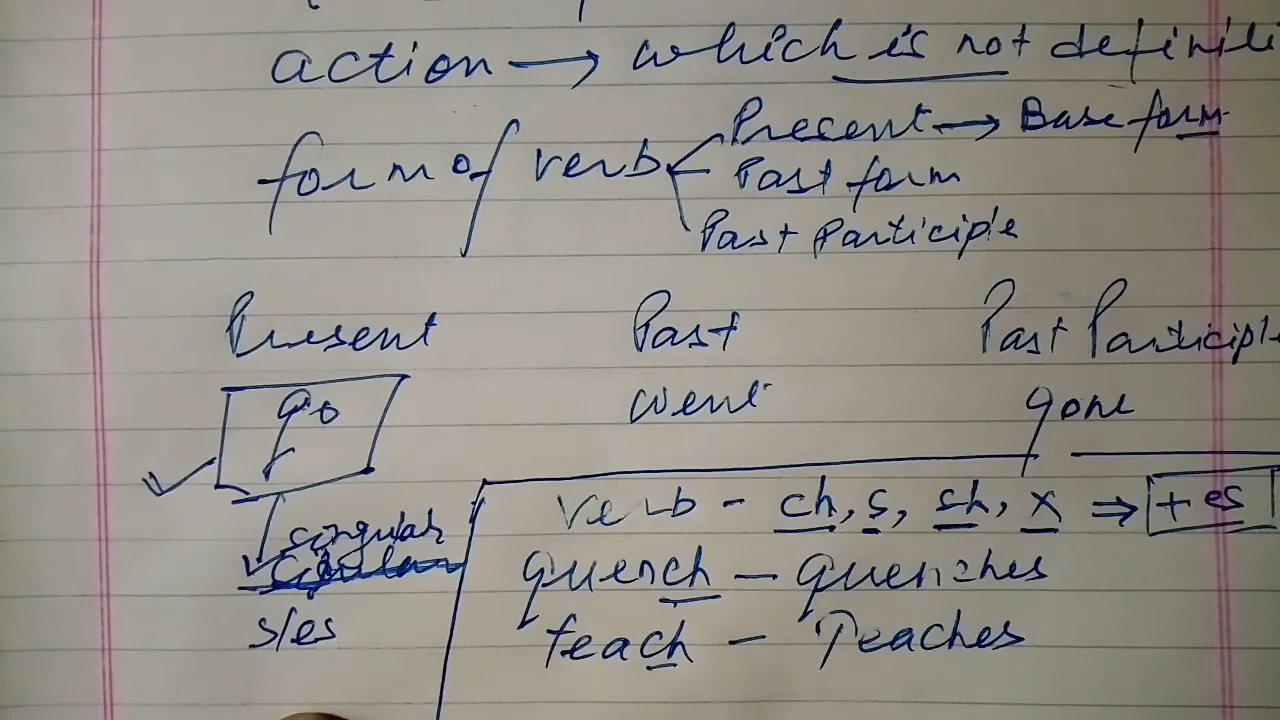 action → which is not definiti
form of verb
Present → Base form
Past form
Past Participle
Present Past Past Participle
go went gone
singular
s/es
verb - ch, s, sh, x ⇒ +es
quench - quenches
teach - Teaches